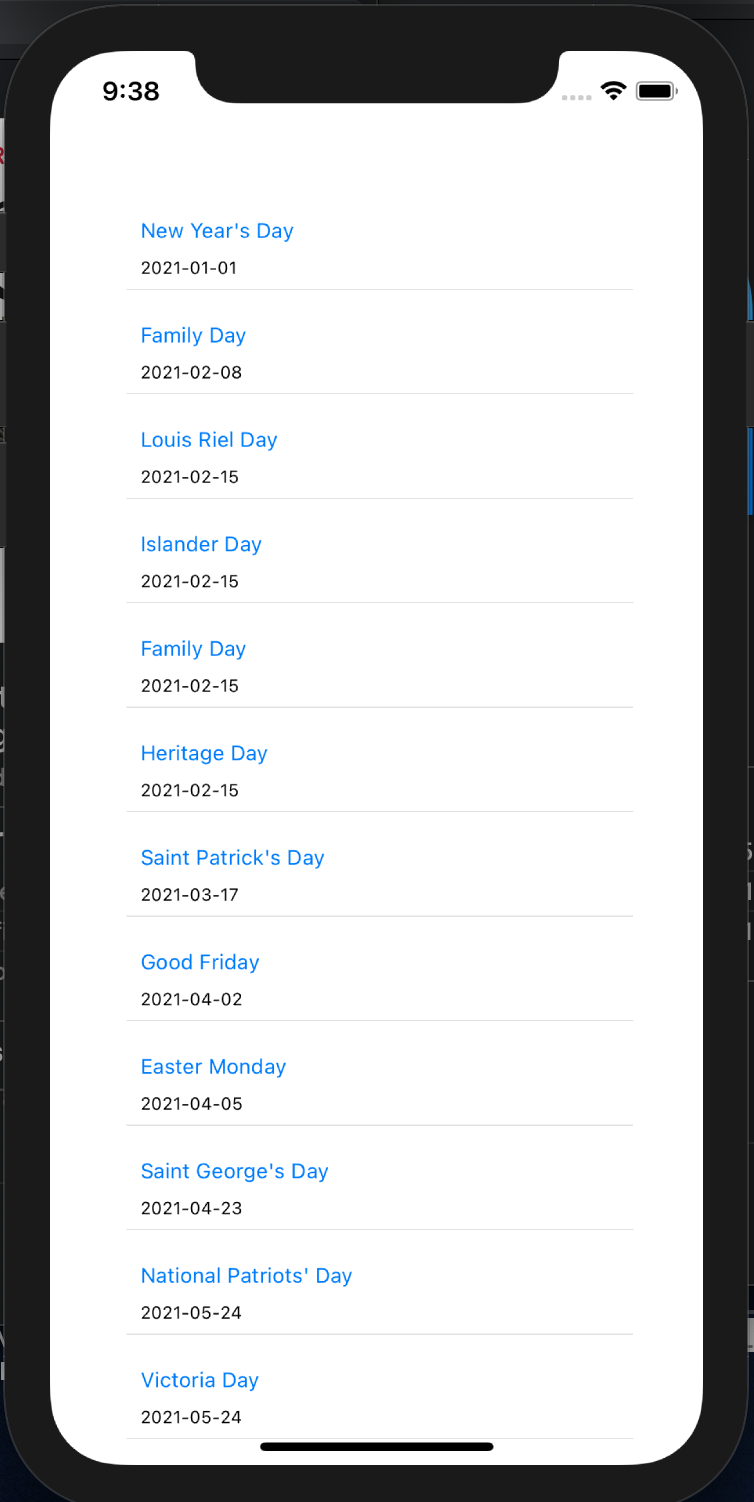 9:38
New Year's Day
2021-01-01
Family Day
2021-02-08
Louis Riel Day
2021-02-15
Islander Day
2021-02-15
Family Day
2021-02-15
Heritage Day
2021-02-15
Saint Patrick's Day
2021-03-17
Good Friday
2021-04-02
Easter Monday
2021-04-05
Saint George's Day
2021-04-23
National Patriots' Day
2021-05-24
Victoria Day
2021-05-24